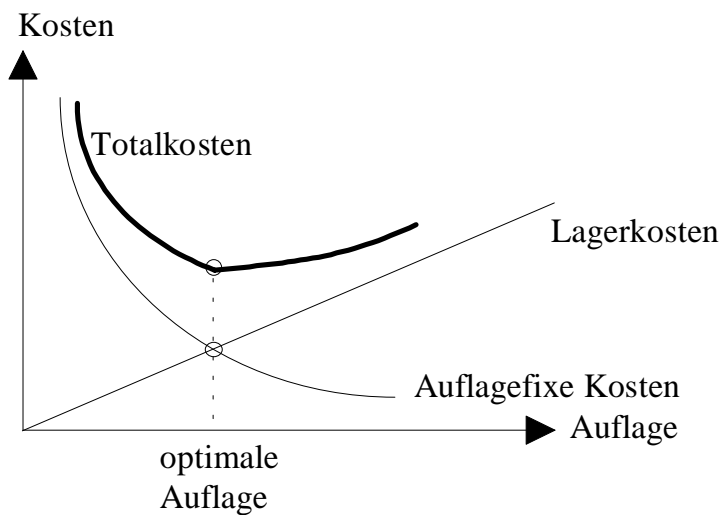 Kosten
Totalkosten
Lagerkosten
Auflagefixe Kosten
Auflage
optimale
Auflage